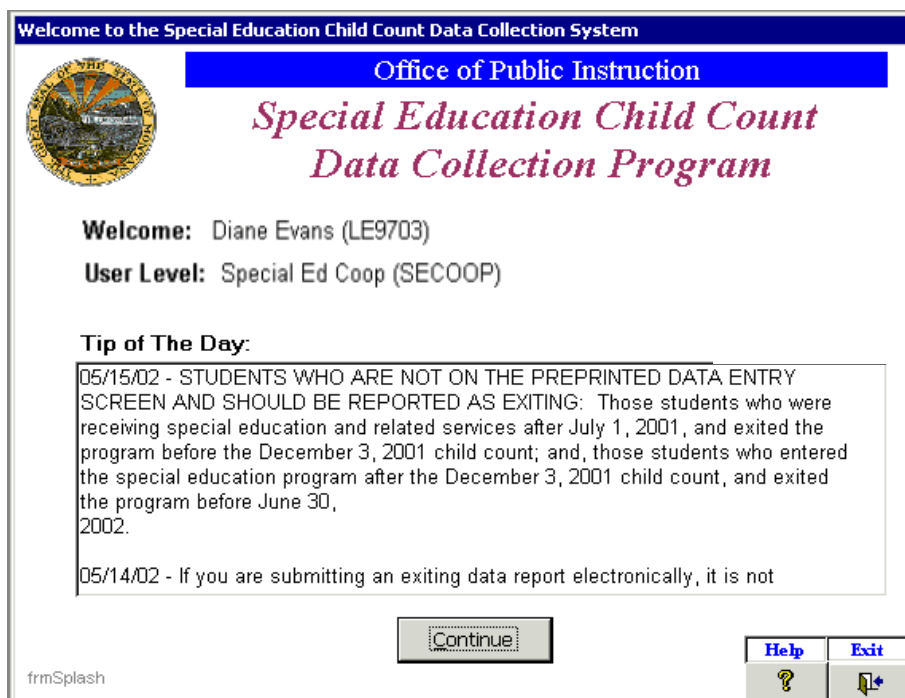 Welcome to the Special Education Child Count Data Collection System
Office of Public Instruction
Special Education Child Count
Data Collection Program
Welcome: Diane Evans (LE9703)
User Level: Special Ed Coop (SECOOP)
Tip of The Day:
05/15/02 - STUDENTS WHO ARE NOT ON THE PREPRINTED DATA ENTRY
SCREEN AND SHOULD BE REPORTED AS EXITING:  Those students who were
receiving special education and related services after July 1, 2001, and exited the
program before the December 3, 2001 child count; and, those students who entered
the special education program after the December 3, 2001 child count, and exited
the program before June 30,
2002.
05/14/02 - If you are submitting an exiting data report electronically, it is not
Continue
Help Exit
frmSplash